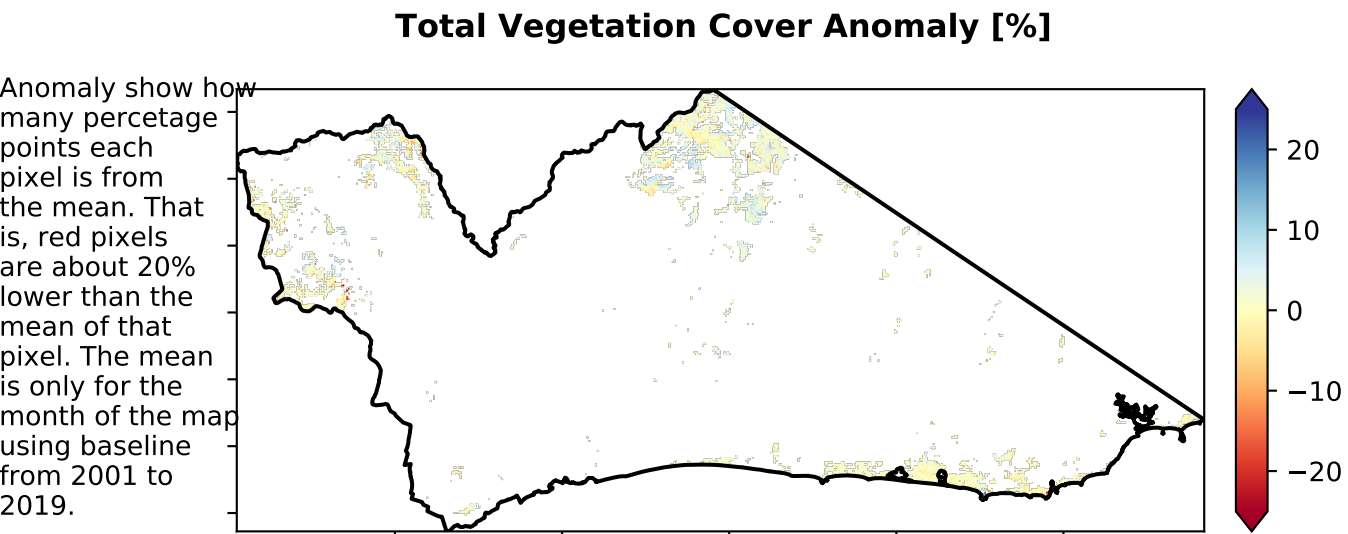 Total Vegetation Cover Anomaly [%]
Anomaly show how
many percetage
points each
pixel is from
the mean. That
is, red pixels
are about 20%
lower than the
mean of that
pixel. The mean
is only for the
month of the map
using baseline
from 2001 to
2019.
20
10
0
−10
−20